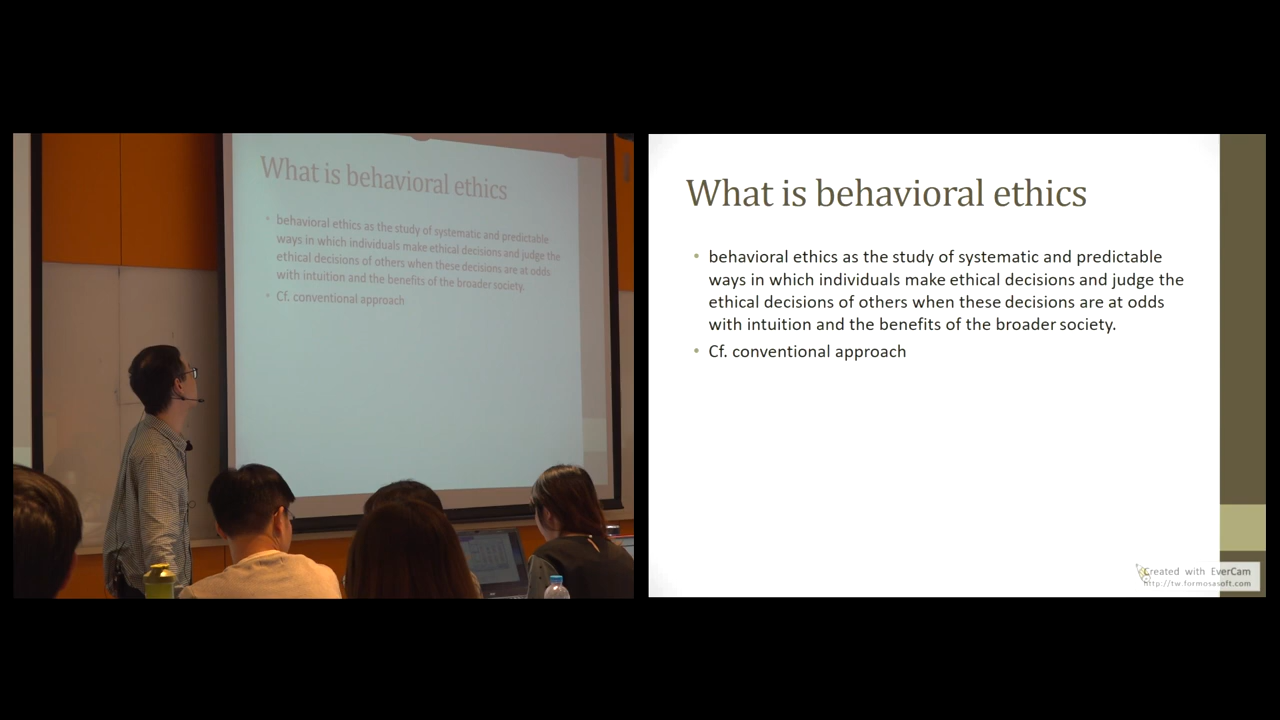 What is behavioral ethics
• behavioral ethics as the study of systematic and predictable
ways in which individuals make ethical decisions and judge the
ethical decisions of others when these decisions are at odds
with intuition and the benefits of the broader society.
• Cf. conventional approach
What is behavioral ethics
• behavioral ethics as the study of systematic and predictable
ways in which individuals make ethical decisions and judge the
ethical decisions of others when these decisions are at odds
with intuition and the benefits of the broader society.
• Cf. conventional approach
Created with EverCam
http://tw.formosasoft.com